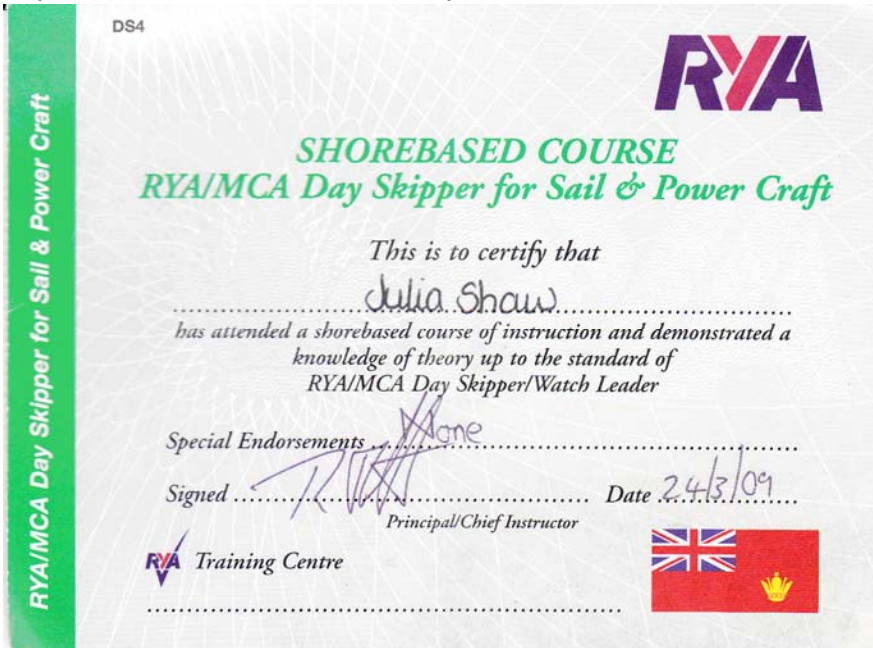 DS4
RYA
RYA/MCA Day Skipper for Sail & Power Craft
SHOREBASED COURSE
RYA/MCA Day Skipper for Sail & Power Craft
This is to certify that
Julia Shaw
has attended a shorebased course of instruction and demonstrated a
knowledge of theory up to the standard of
RYA/MCA Day Skipper/Watch Leader
Special Endorsements None
Signed Date 24/3/09
Principal/Chief Instructor
RYA Training Centre